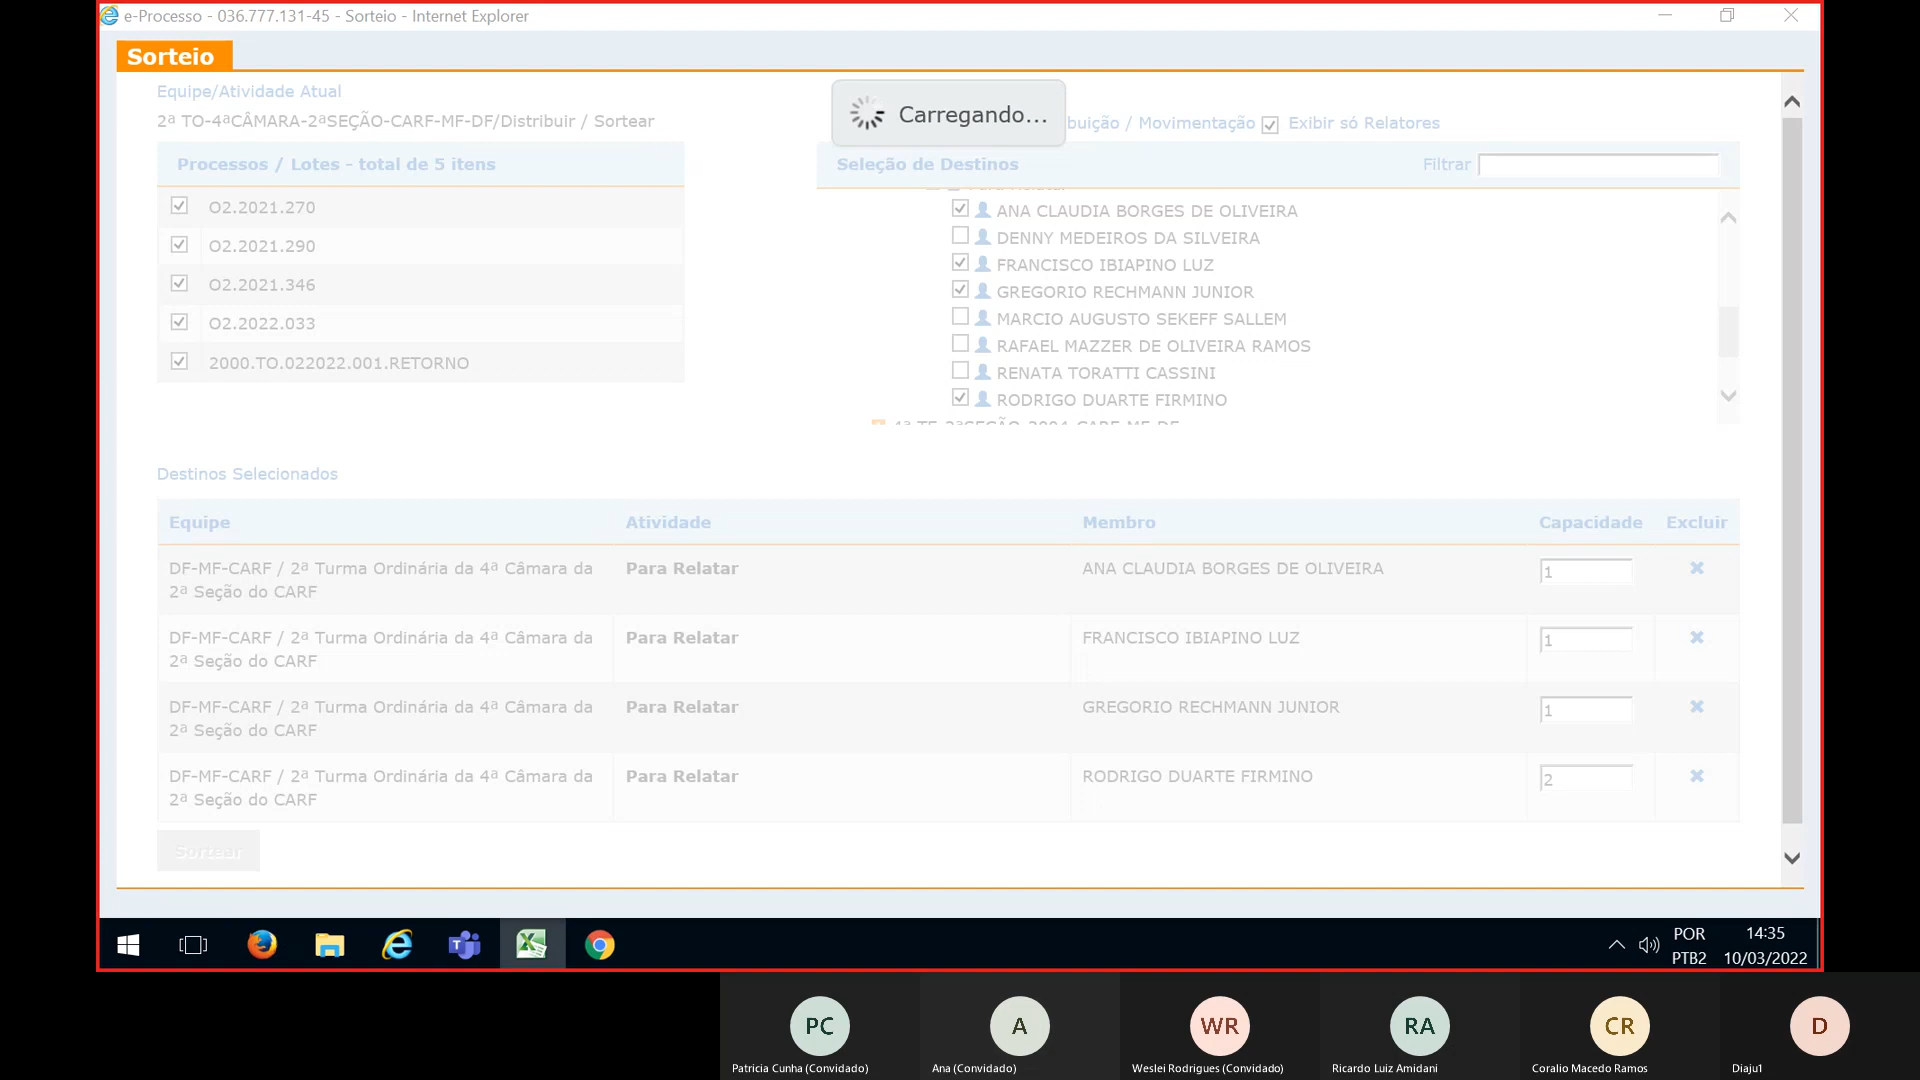 e-Processo - 036.777.131-45 - Sorteio - Internet Explorer
Sorteio
Equipe/Atividade Atual
2ª TO-4ªCÂMARA-2ªSEÇÃO-CARF-MF-DF/Distribuir / Sortear
Carregando...
buição / Movimentação Exibir só Relatores
Processos / Lotes - total de 5 itens
O2.2021.270
O2.2021.290
O2.2021.346
O2.2022.033
2000.TO.022022.001.RETORNO
Seleção de Destinos Filtrar
ANA CLAUDIA BORGES DE OLIVEIRA
DENNY MEDEIROS DA SILVEIRA
FRANCISCO IBIAPINO LUZ
GREGORIO RECHMANN JUNIOR
MARCIO AUGUSTO SEKEFF SALLEM
RAFAEL MAZZER DE OLIVEIRA RAMOS
RENATA TORATTI CASSINI
RODRIGO DUARTE FIRMINO
Destinos Selecionados
Equipe Atividade Membro Capacidade Excluir
DF-MF-CARF / 2ª Turma Ordinária da 4ª Câmara da Para Relatar ANA CLAUDIA BORGES DE OLIVEIRA 1
2ª Seção do CARF
DF-MF-CARF / 2ª Turma Ordinária da 4ª Câmara da Para Relatar FRANCISCO IBIAPINO LUZ 1
2ª Seção do CARF
DF-MF-CARF / 2ª Turma Ordinária da 4ª Câmara da Para Relatar GREGORIO RECHMANN JUNIOR 1
2ª Seção do CARF
DF-MF-CARF / 2ª Turma Ordinária da 4ª Câmara da Para Relatar RODRIGO DUARTE FIRMINO 2
2ª Seção do CARF
Sortear
POR 14:35
PTB2 10/03/2022
PC A WR RA CR D
Patricia Cunha (Convidado) Ana (Convidado) Weslei Rodrigues (Convidado) Ricardo Luiz Amidani Coralio Macedo Ramos Diaju1